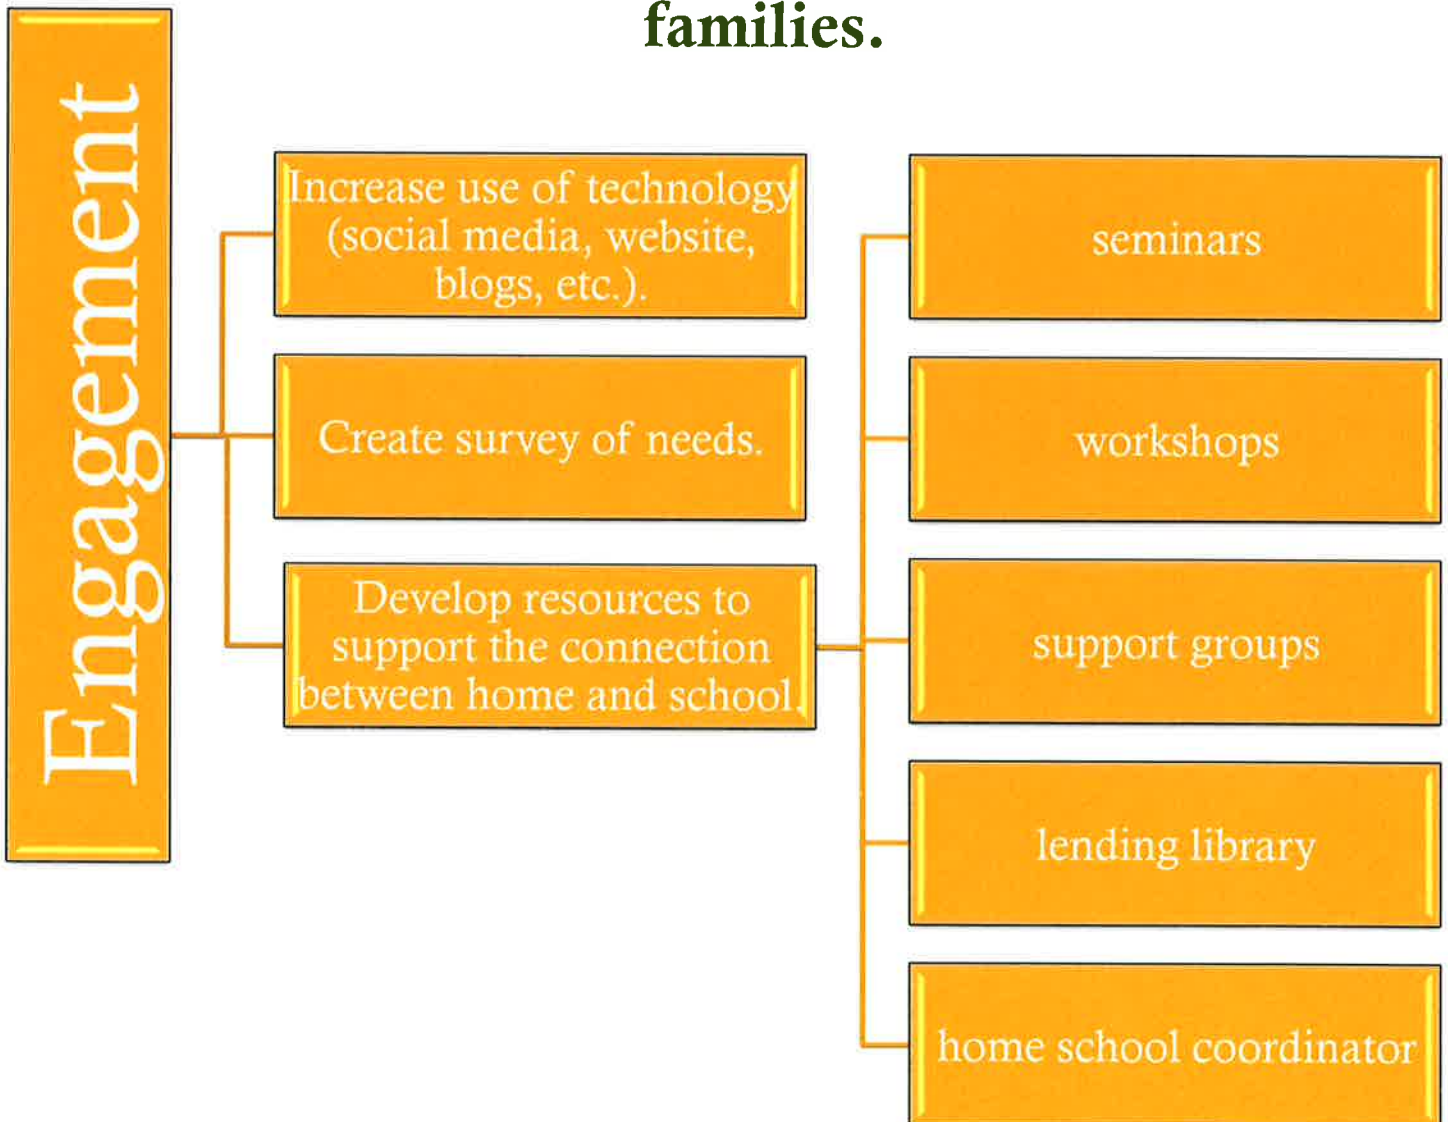 families.
Engagement
Increase use of technology
(social media, website,
blogs, etc.).
Create survey of needs.
Develop resources to
support the connection
between home and school.
seminars
workshops
support groups
lending library
home school coordinator